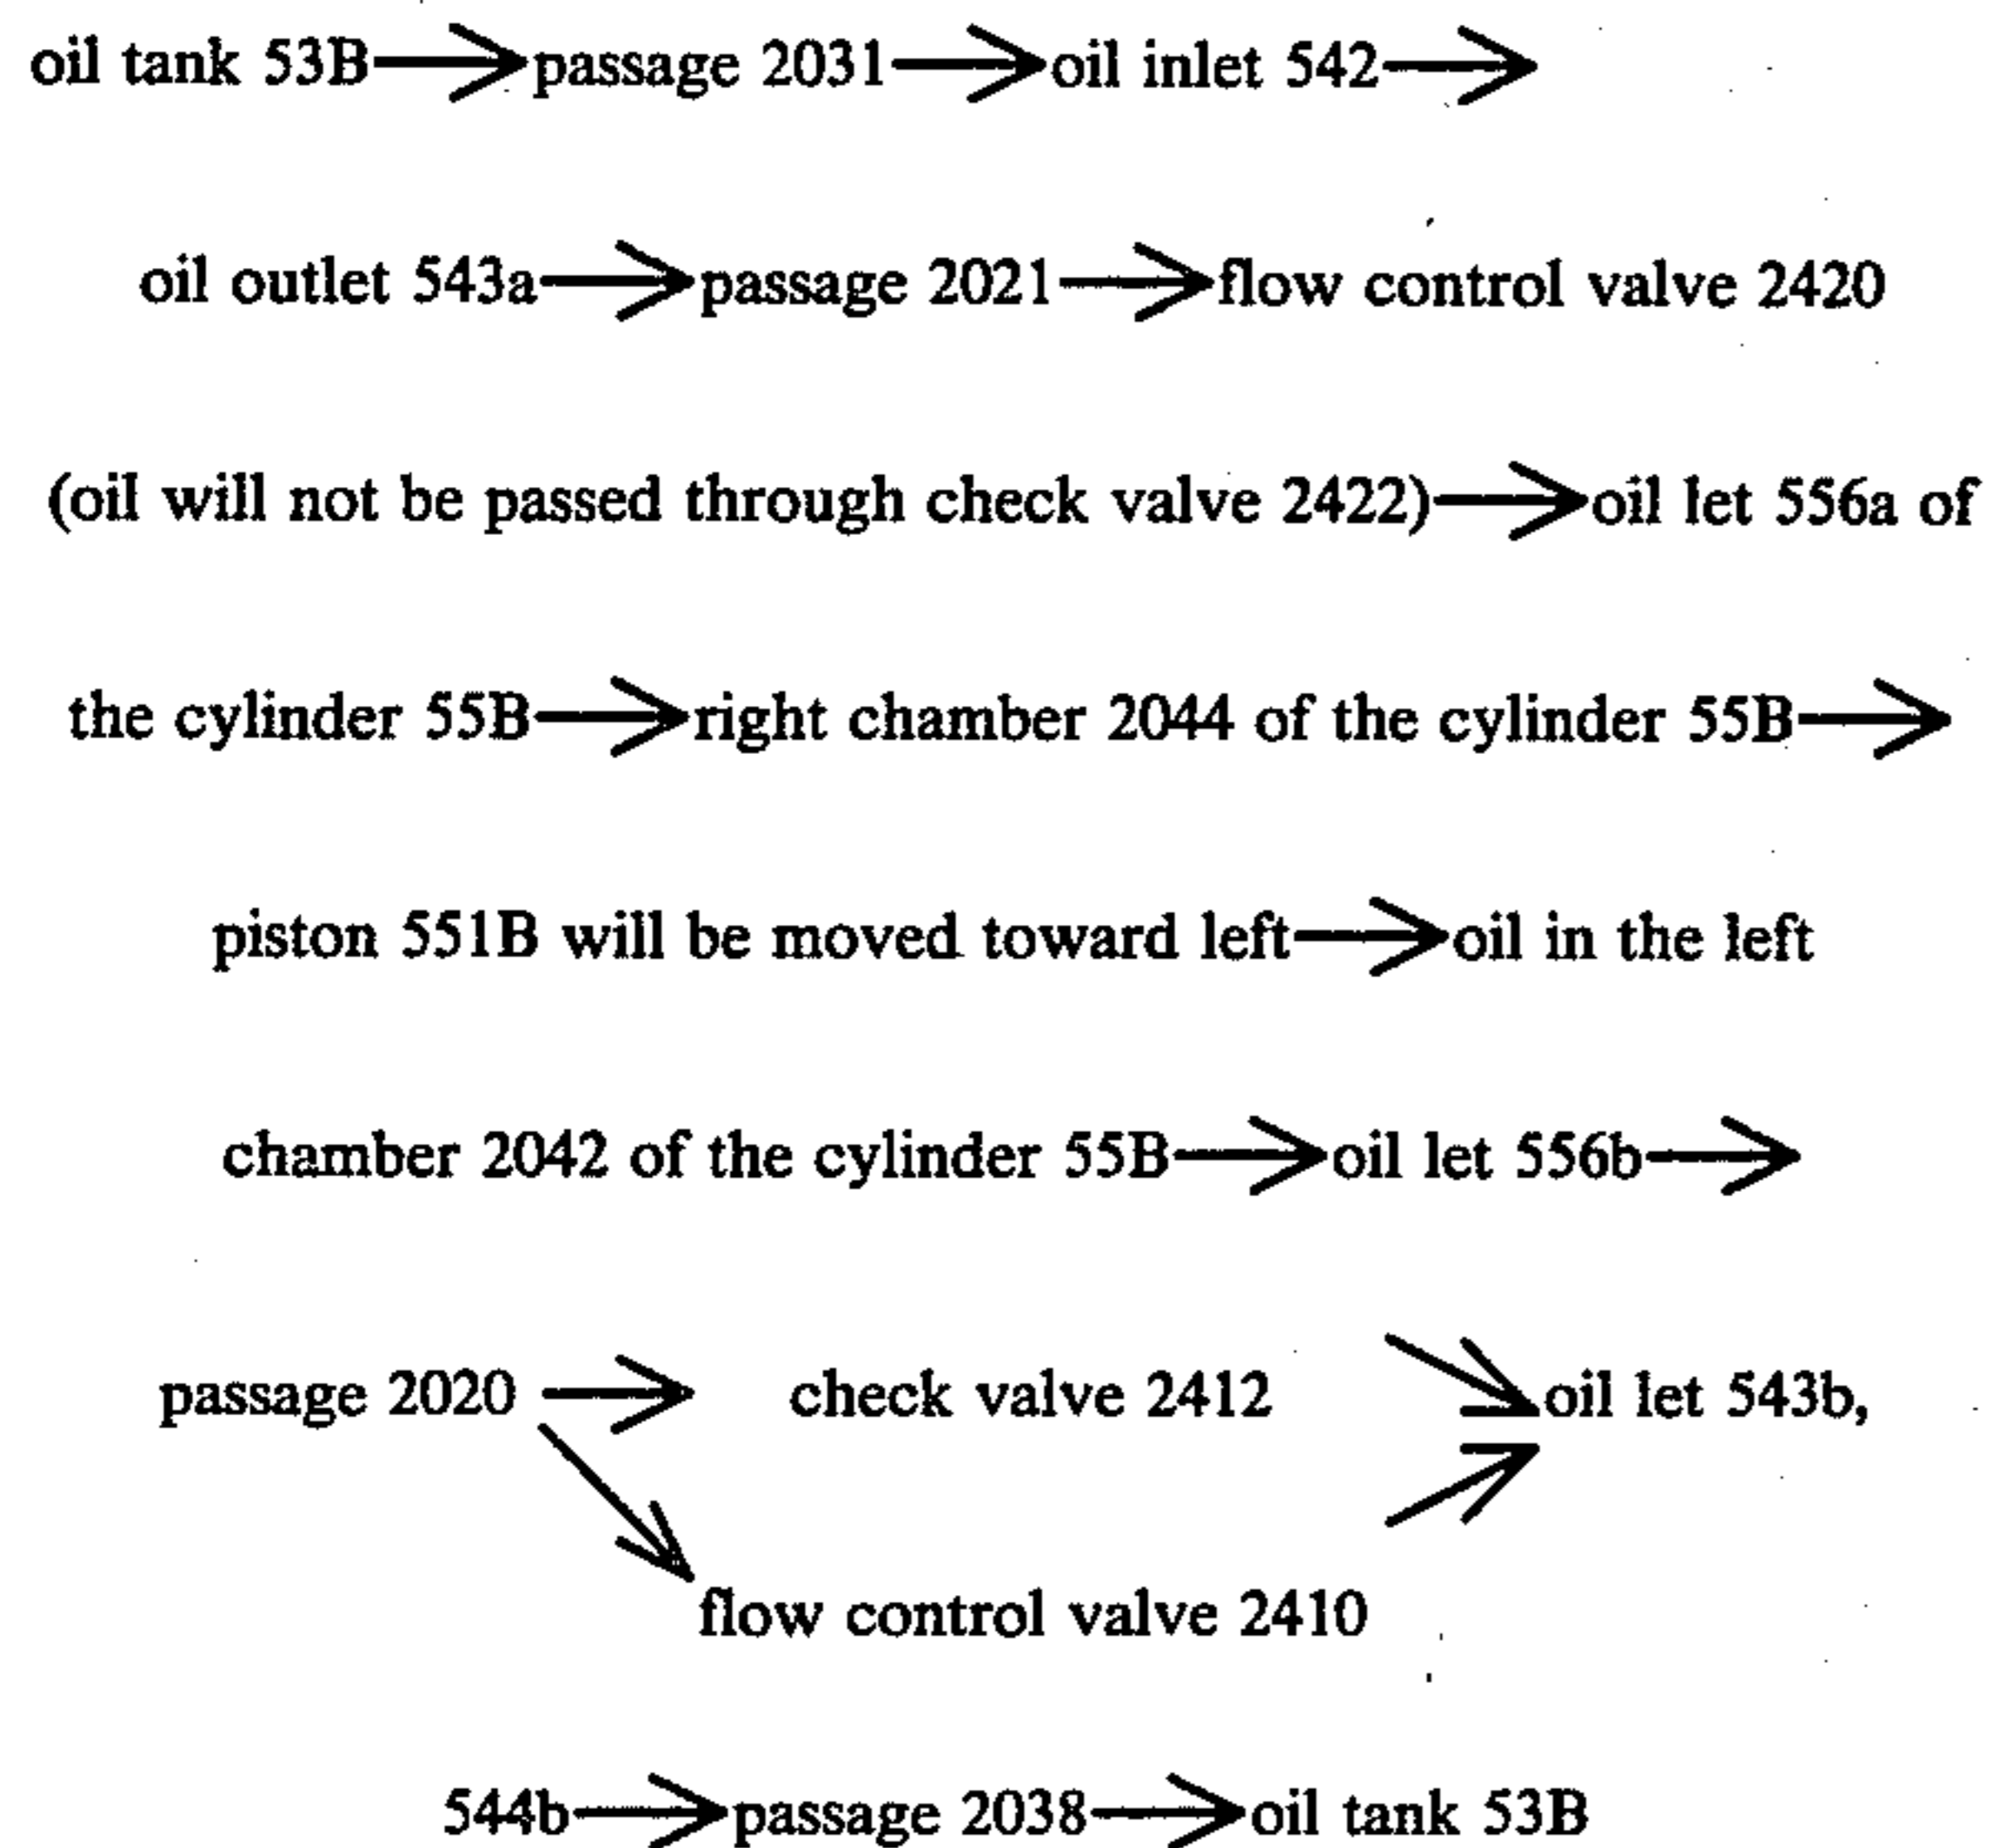 oil tank 53B→passage 2031→oil inlet 542→
oil outlet 543a→passage 2021→flow control valve 2420
(oil will not be passed through check valve 2422)→oil let 556a of
the cylinder 55B→right chamber 2044 of the cylinder 55B→
piston 551B will be moved toward left→oil in the left
chamber 2042 of the cylinder 55B→oil let 556b→
passage 2020 → check valve 2412 ↘oil let 543b,
flow control valve 2410
544b→passage 2038→oil tank 53B